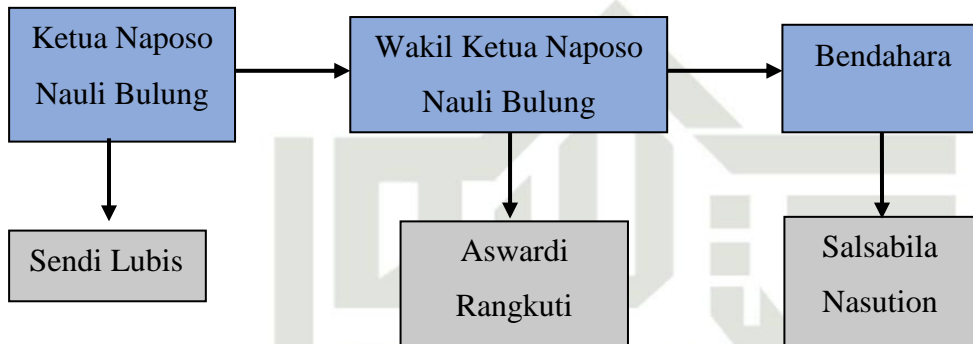 Ketua Naposo
Nauli Bulung
Wakil Ketua Naposo
Nauli Bulung
Bendahara
Sendi Lubis
Aswardi
Rangkuti
Salsabila
Nasution